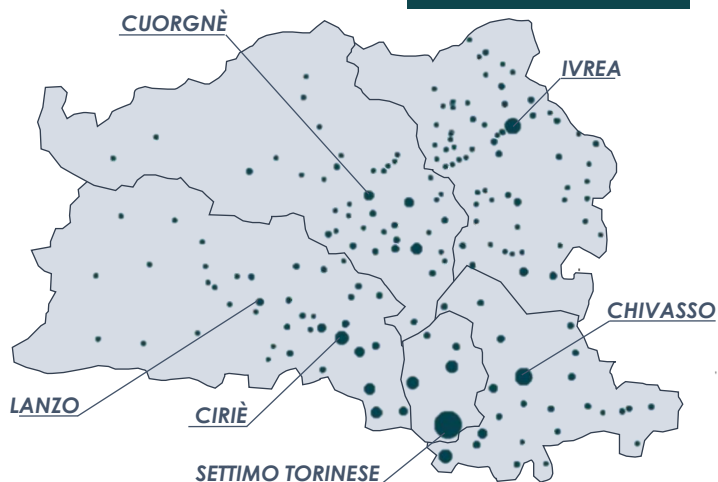 CUORGNÈ
IVREA
CHIVASSO
LANZO
CIRIÈ
SETTIMO TORINESE